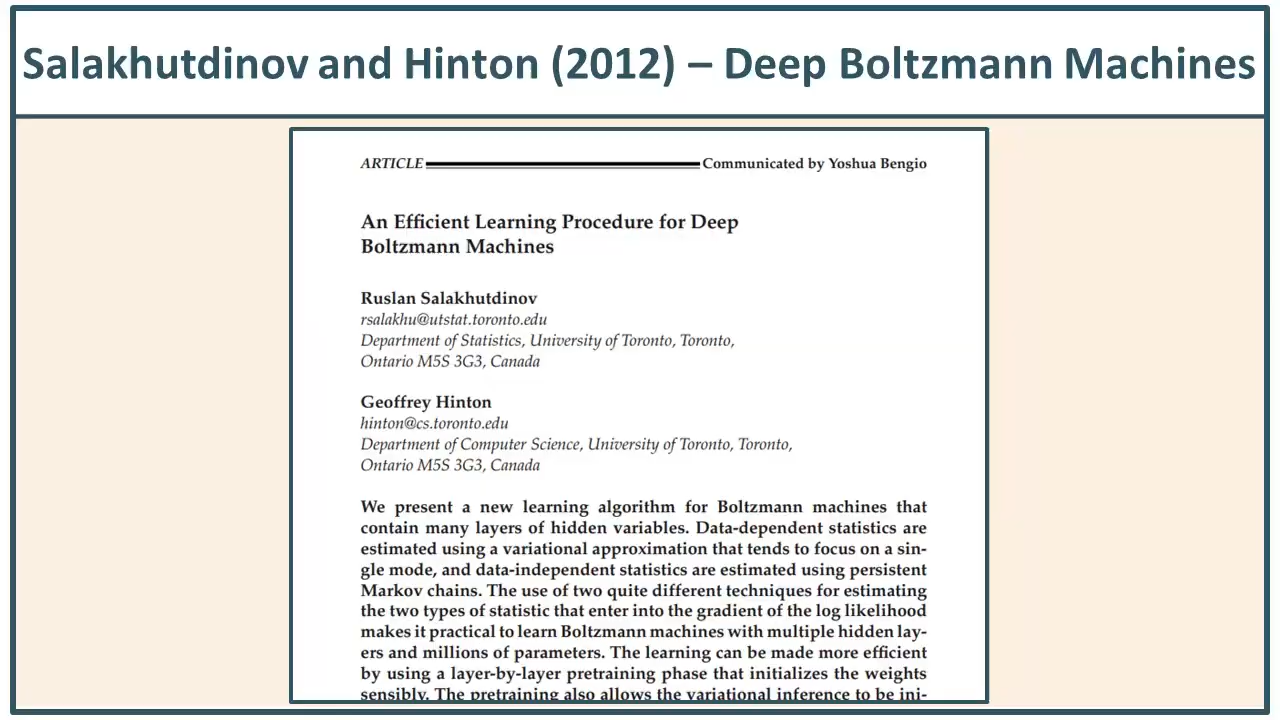 Salakhutdinov and Hinton (2012) – Deep Boltzmann Machines
ARTICLE Communicated by Yoshua Bengio
An Efficient Learning Procedure for Deep
Boltzmann Machines
Ruslan Salakhutdinov
rsalakhu@utstat.toronto.edu
Department of Statistics, University of Toronto, Toronto,
Ontario M5S 3G3, Canada
Geoffrey Hinton
hinton@cs.toronto.edu
Department of Computer Science, University of Toronto, Toronto,
Ontario M5S 3G3, Canada
We present a new learning algorithm for Boltzmann machines that
contain many layers of hidden variables. Data-dependent statistics are
estimated using a variational approximation that tends to focus on a sin-
gle mode, and data-independent statistics are estimated using persistent
Markov chains. The use of two quite different techniques for estimating
the two types of statistic that enter into the gradient of the log likelihood
makes it practical to learn Boltzmann machines with multiple hidden lay-
ers and millions of parameters. The learning can be made more efficient
by using a layer-by-layer pretraining phase that initializes the weights
sensibly. The pretraining also allows the variational inference to be ini-